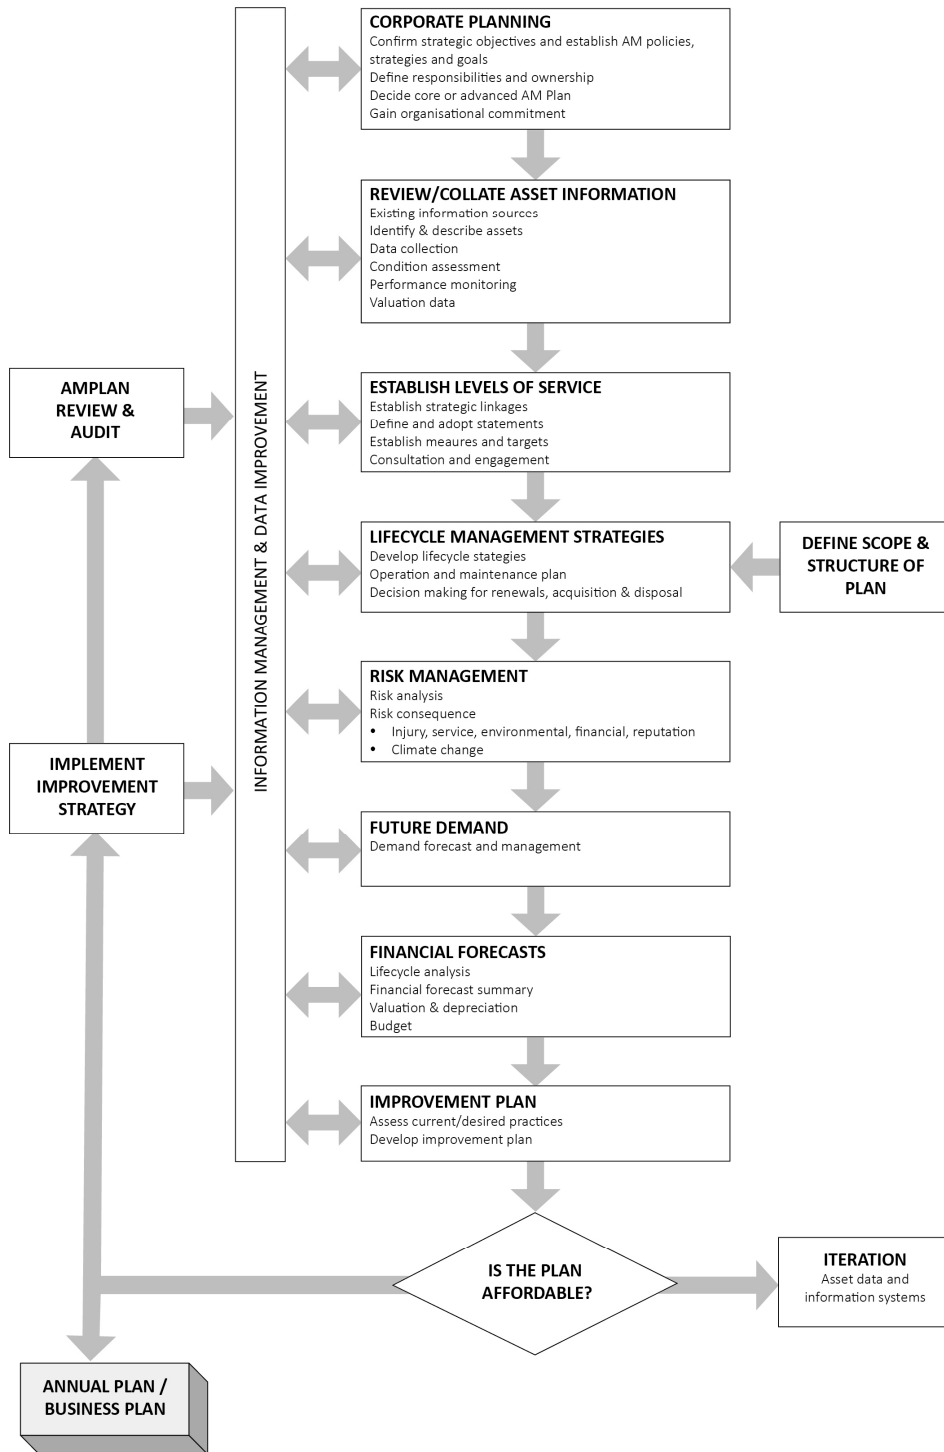 CORPORATE PLANNING
Confirm strategic objectives and establish AM policies,
strategies and goals
Define responsibilities and ownership
Decide core or advanced AM Plan
Gain organisational commitment
REVIEW/COLLATE ASSET INFORMATION
Existing information sources
Identify & describe assets
Data collection
Condition assessment
Performance monitoring
Valuation data
INFORMATION MANAGEMENT & DATA IMPROVEMENT
AMPLAN
REVIEW &
AUDIT
ESTABLISH LEVELS OF SERVICE
Establish strategic linkages
Define and adopt statements
Establish meaures and targets
Consultation and engagement
LIFECYCLE MANAGEMENT STRATEGIES
Develop lifecycle stategies
Operation and maintenance plan
Decision making for renewals, acquisition & disposal
DEFINE SCOPE &
STRUCTURE OF
PLAN
RISK MANAGEMENT
Risk analysis
Risk consequence
• Injury, service, environmental, financial, reputation
• Climate change
IMPLEMENT
IMPROVEMENT
STRATEGY
FUTURE DEMAND
Demand forecast and management
FINANCIAL FORECASTS
Lifecycle analysis
Financial forecast summary
Valuation & depreciation
Budget
IMPROVEMENT PLAN
Assess current/desired practices
Develop improvement plan
IS THE PLAN
AFFORDABLE?
ITERATION
Asset data and
information systems
ANNUAL PLAN /
BUSINESS PLAN